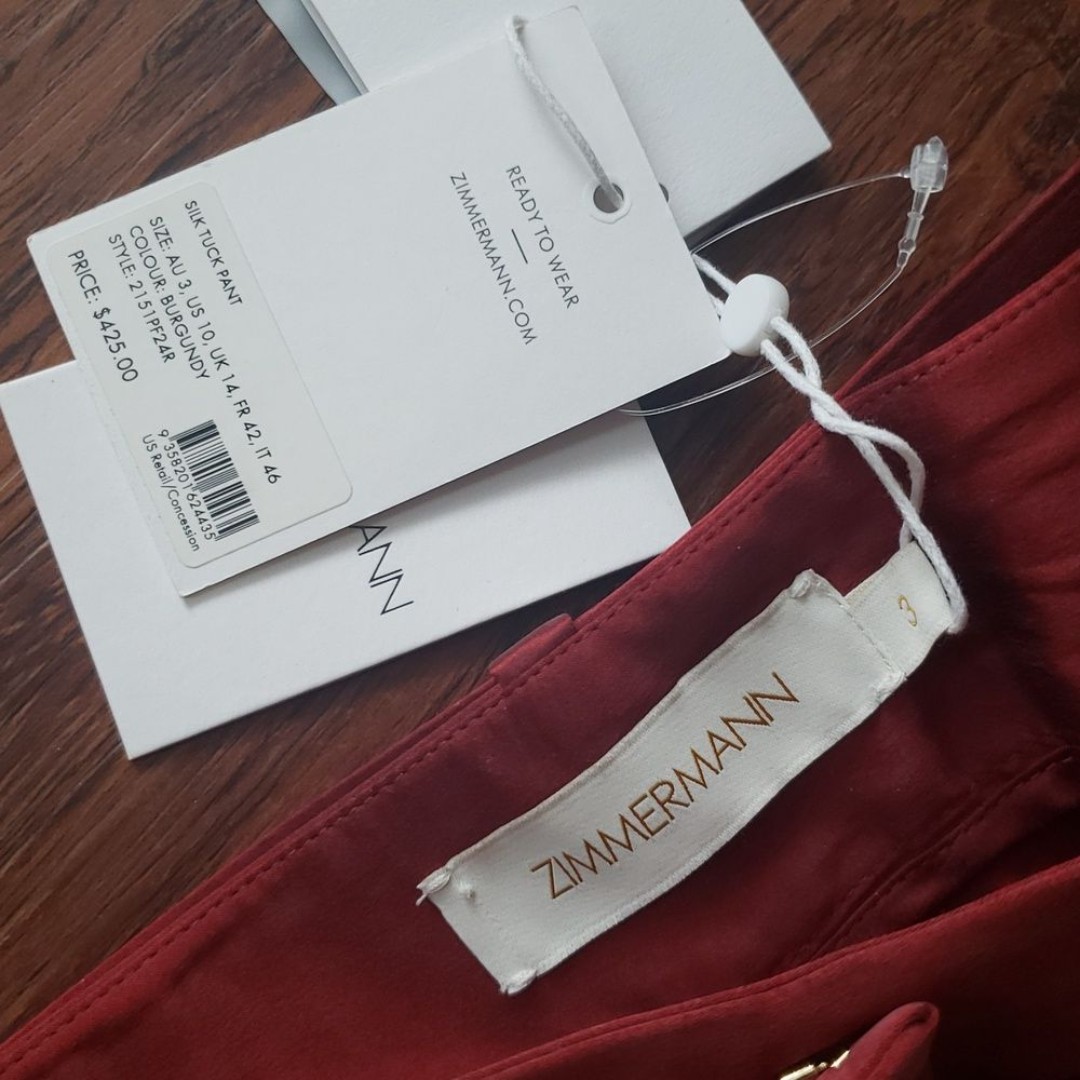 SILK TUCK PANT
SIZE: AU 3, US 10, UK 14, FR 42, IT 46
COLOUR: BURGUNDY
STYLE: 2151PF24R
PRICE: $425.00
9 358201 624435
US Retail/Concession
READY TO WEAR
ZIMMERMANN.COM
ANN
ZIMMERMANN
3